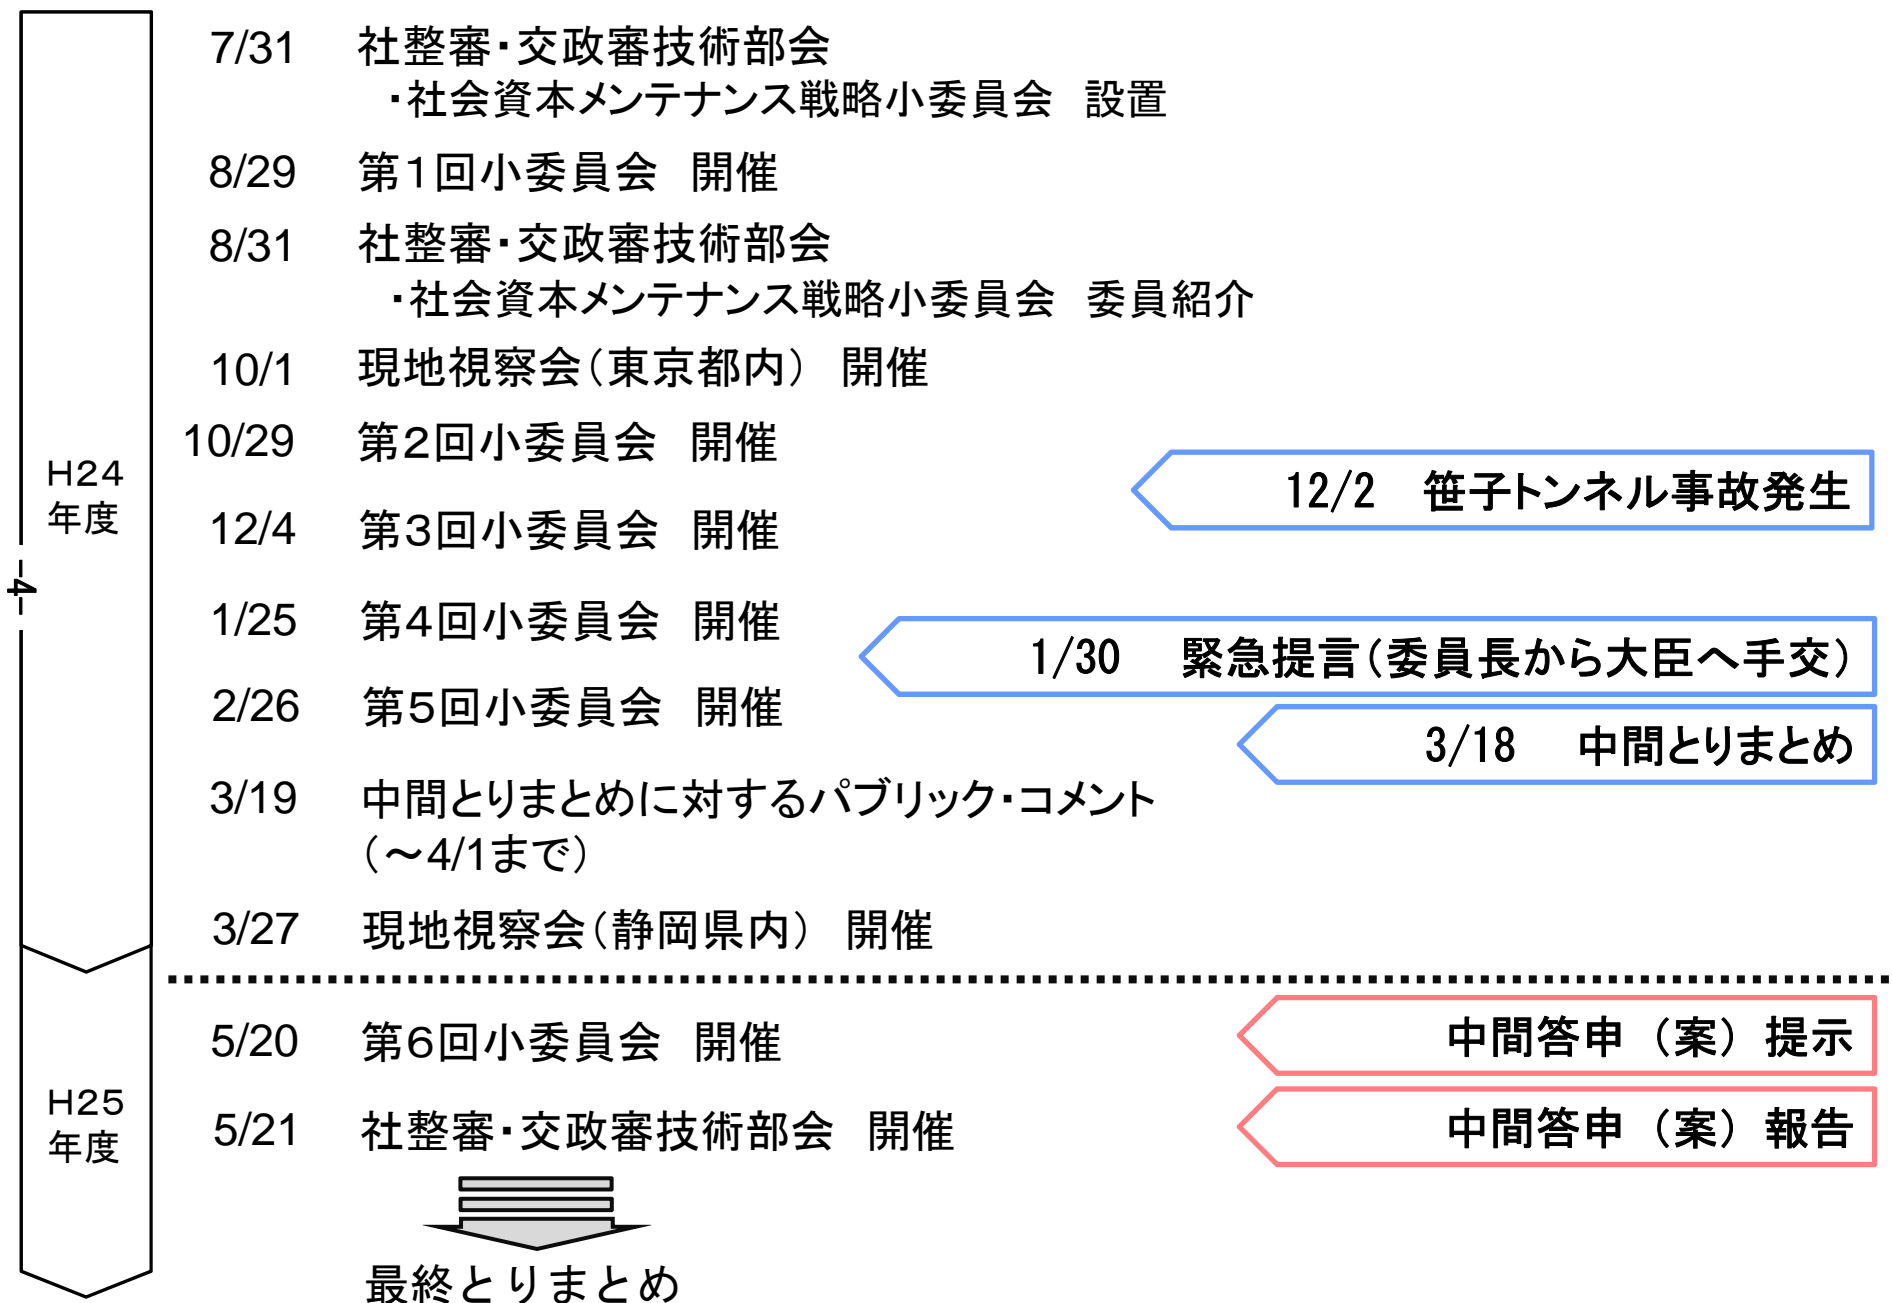 7/31 社整審・交政審技術部会
・社会資本メンテナンス戦略小委員会 設置
8/29 第1回小委員会 開催
8/31 社整審・交政審技術部会
・社会資本メンテナンス戦略小委員会 委員紹介
10/1 現地視察会（東京都内） 開催
10/29 第2回小委員会 開催
H24
年度
12/2 笹子トンネル事故発生
12/4 第3回小委員会 開催
-4-
1/25 第4回小委員会 開催
1/30 緊急提言（委員長から大臣へ手交）
2/26 第5回小委員会 開催
3/18 中間とりまとめ
3/19 中間とりまとめに対するパブリック・コメント
（～4/1まで）
3/27 現地視察会（静岡県内） 開催
5/20 第6回小委員会 開催
中間答申（案）提示
H25
年度
5/21 社整審・交政審技術部会 開催
中間答申（案）報告
最終とりまとめ